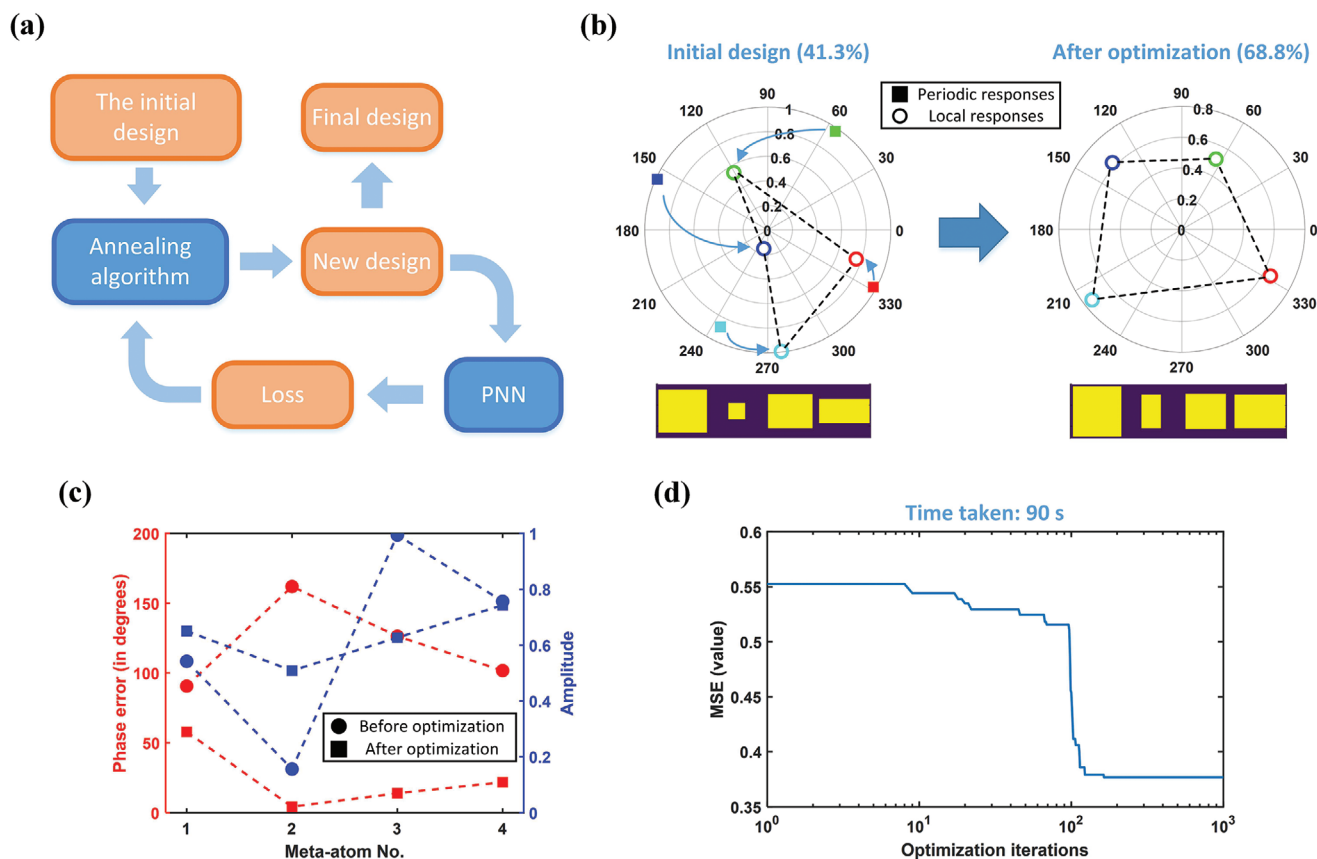 (a)
The initial
design
Final design
Annealing
algorithm
New design
Loss
PNN
(b)
Initial design (41.3%)
After optimization (68.8%)
Periodic responses
Local responses
90
120
60
1
0.8
150
0.6
30
0.4
0.2
180
0
0
210
330
240
300
270
90
120
0.8
60
0.6
150
30
0.4
0.2
180
0
0
210
330
240
300
270
(c)
Phase error (in degrees)
200
150
100
50
0
1
0.8
0.6
0.4
0.2
0
Amplitude
Before optimization
After optimization
1 2 3 4
Meta-atom No.
(d)
Time taken: 90 s
MSE (value)
0.6
0.55
0.5
0.45
0.4
0.35
10⁰ 10¹ 10² 10³
Optimization iterations